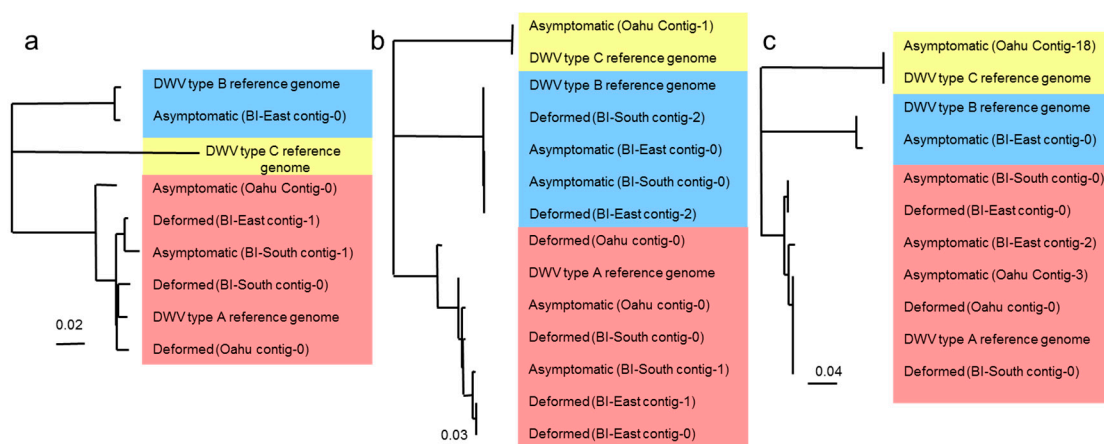 a
DWV type B reference genome
Asymptomatic (BI-East contig-0)
DWV type C reference
genome
Asymptomatic (Oahu Contig-0)
Deformed (BI-East contig-1)
Asymptomatic (BI-South contig-1)
Deformed (BI-South contig-0)
DWV type A reference genome
Deformed (Oahu contig-0)
0.02
b
Asymptomatic (Oahu Contig-1)
DWV type C reference genome
DWV type B reference genome
Deformed (BI-South contig-2)
Asymptomatic (BI-East contig-0)
Asymptomatic (BI-South contig-0)
Deformed (BI-East contig-2)
Deformed (Oahu contig-0)
DWV type A reference genome
Asymptomatic (Oahu contig-0)
Deformed (BI-South contig-0)
Asymptomatic (BI-South contig-1)
Deformed (BI-East contig-1)
Deformed (BI-East contig-0)
0.03
c
Asymptomatic (Oahu Contig-18)
DWV type C reference genome
DWV type B reference genome
Asymptomatic (BI-East contig-0)
Asymptomatic (BI-South contig-0)
Deformed (BI-East contig-0)
Asymptomatic (BI-East contig-2)
Asymptomatic (Oahu Contig-3)
Deformed (Oahu contig-0)
DWV type A reference genome
Deformed (BI-South contig-0)
0.04